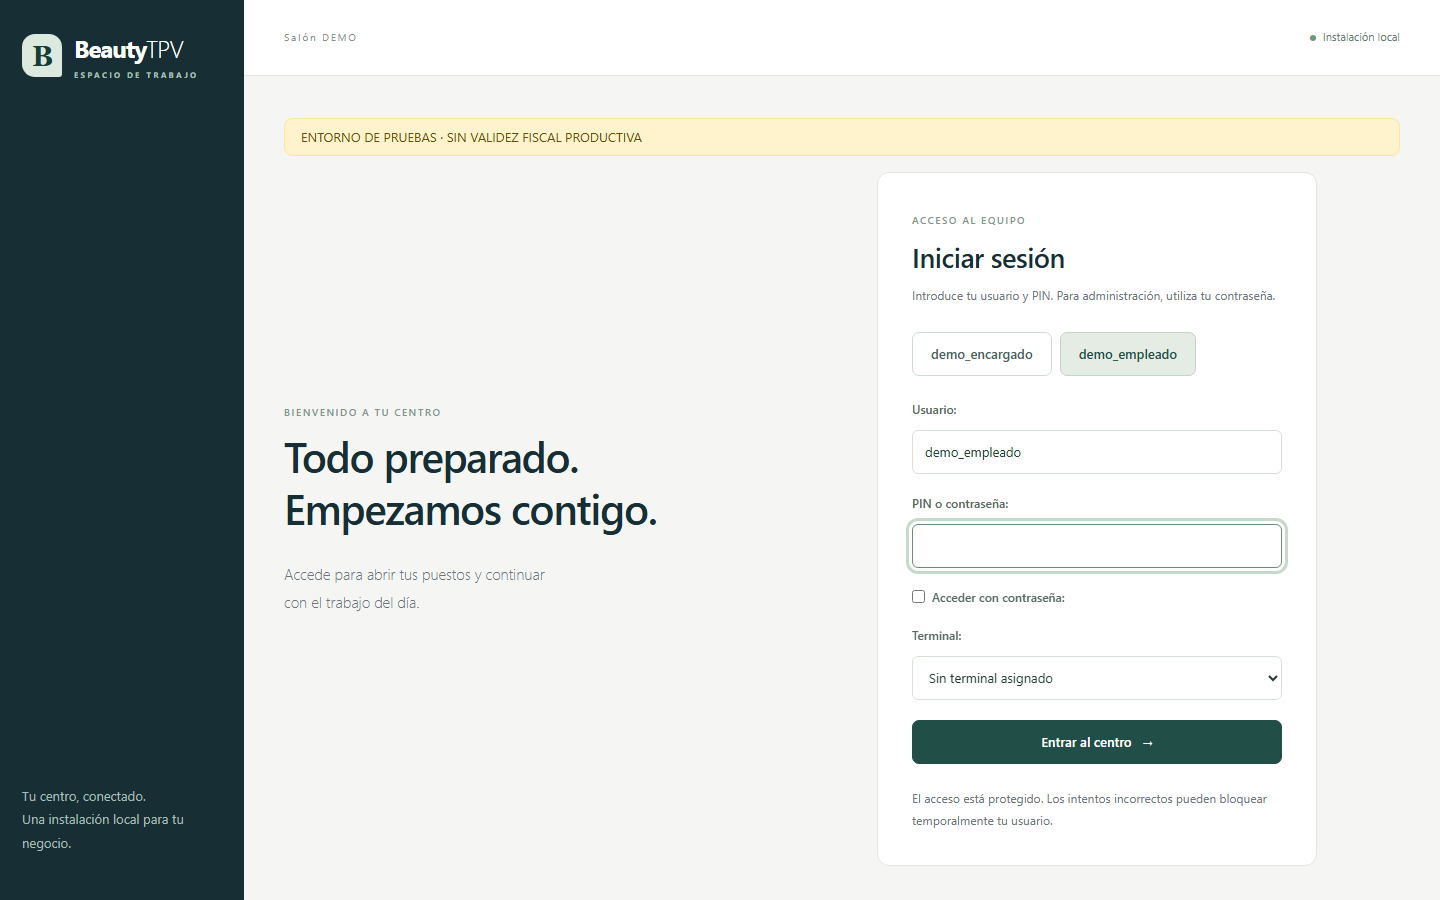 B
BeautyTPV
ESPACIO DE TRABAJO
Salón DEMO
Instalación local
ENTORNO DE PRUEBAS · SIN VALIDEZ FISCAL PRODUCTIVA
BIENVENIDO A TU CENTRO
Todo preparado.
Empezamos contigo.
Accede para abrir tus puestos y continuar
con el trabajo del día.
ACCESO AL EQUIPO
Iniciar sesión
Introduce tu usuario y PIN. Para administración, utiliza tu contraseña.
demo_encargado
demo_empleado
Usuario:
demo_empleado
PIN o contraseña:
Acceder con contraseña:
Terminal:
Sin terminal asignado
Entrar al centro →
El acceso está protegido. Los intentos incorrectos pueden bloquear
temporalmente tu usuario.
Tu centro, conectado.
Una instalación local para tu
negocio.